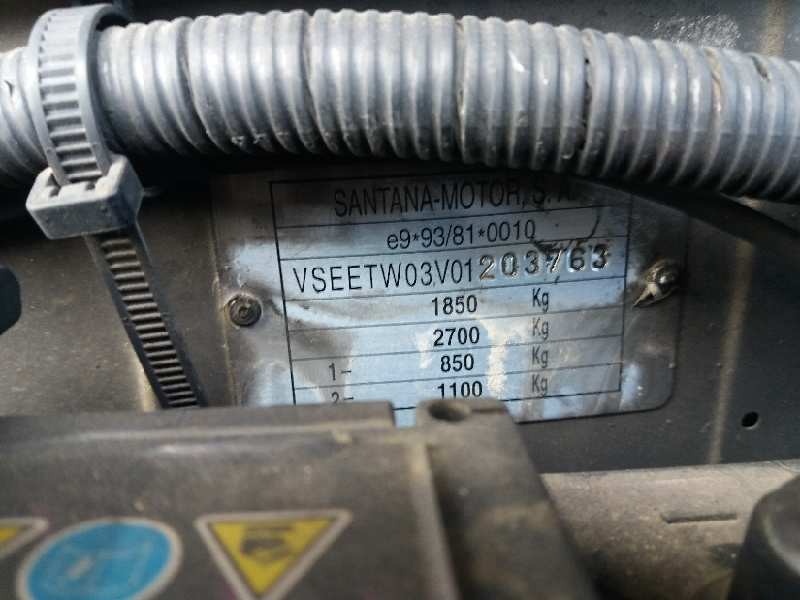 SANTANA-MOTOR, S.A.
e9*93/81*0010
VSEETW03V01203763
1850 Kg
2700 Kg
1- 850 Kg
2- 1100 Kg